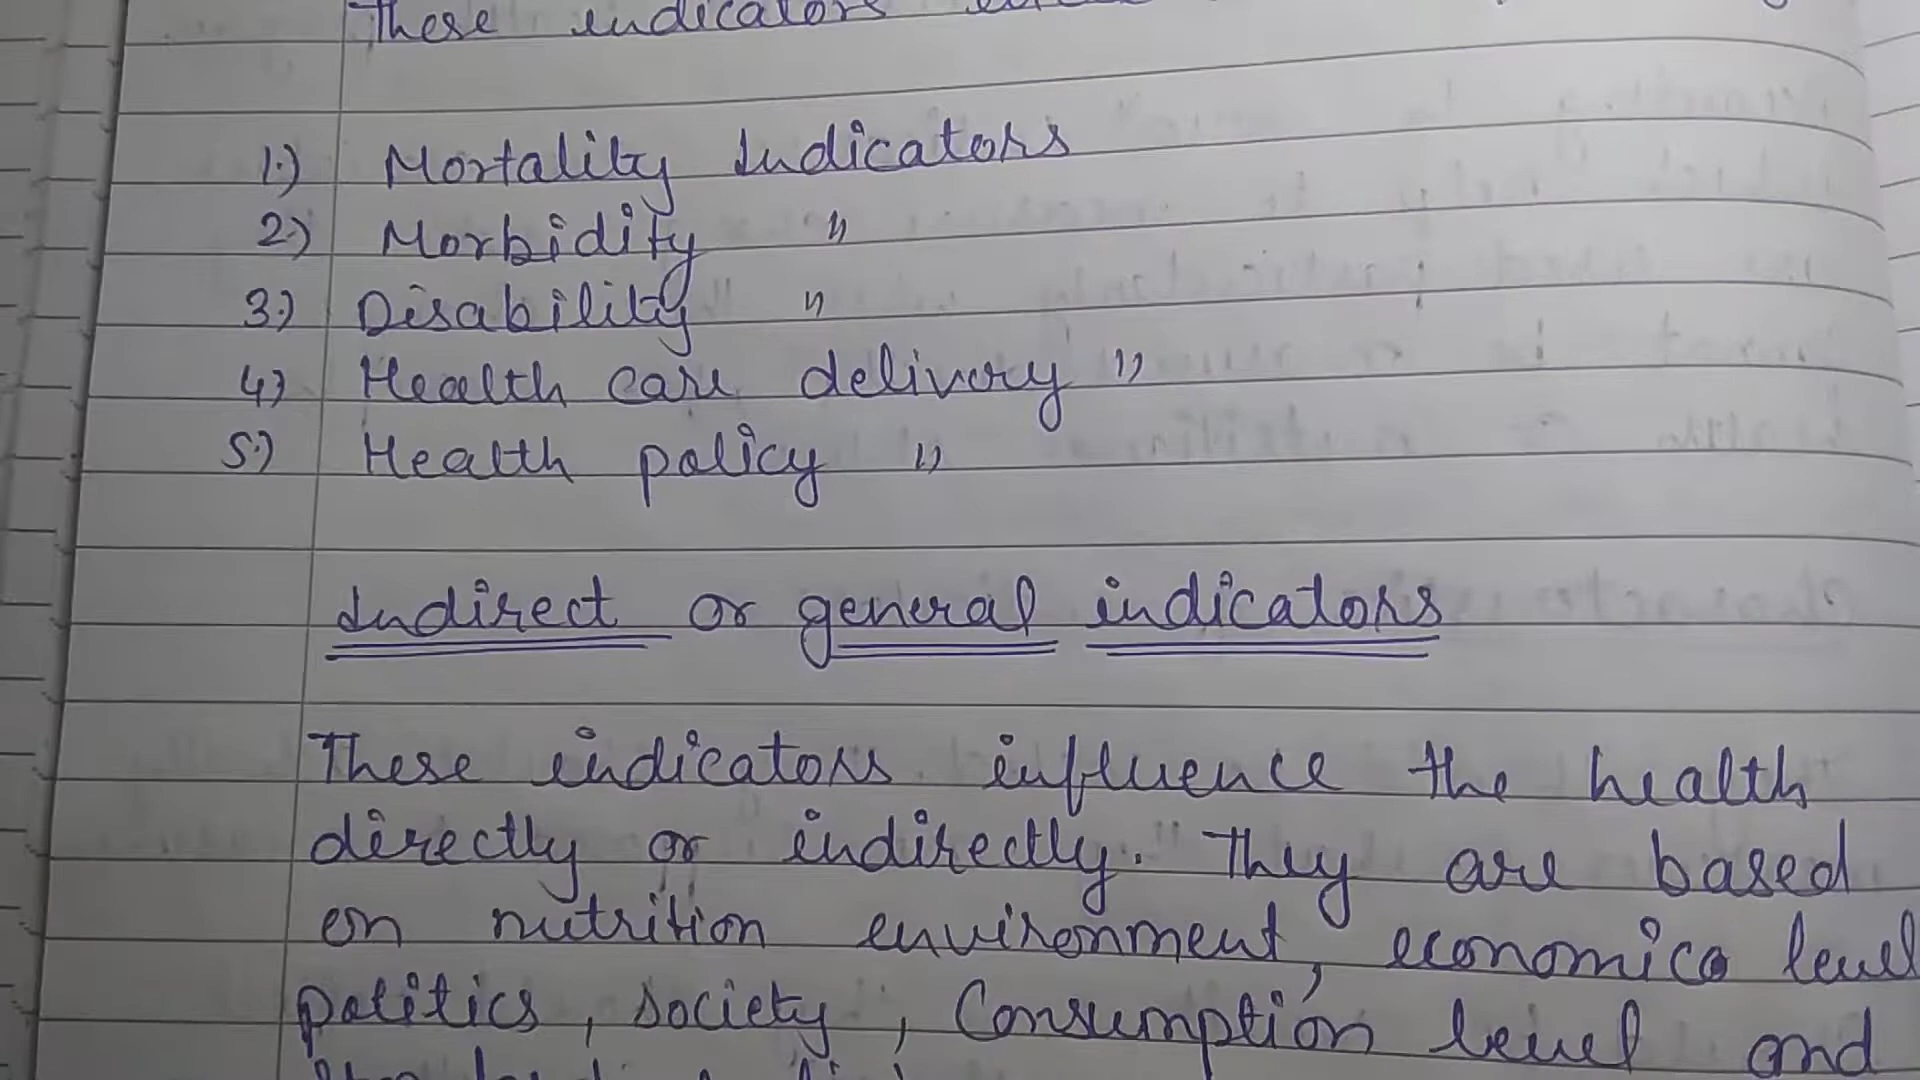 These indicators
1.) Mortality Indicators
2.) Morbidity "
3.) Disability "
4.) Health care delivery "
5.) Health policy "
Indirect or general indicators
These indicators influence the health
directly or indirectly. They are based
on nutrition environment, economico level
politics, society, Consumption level and